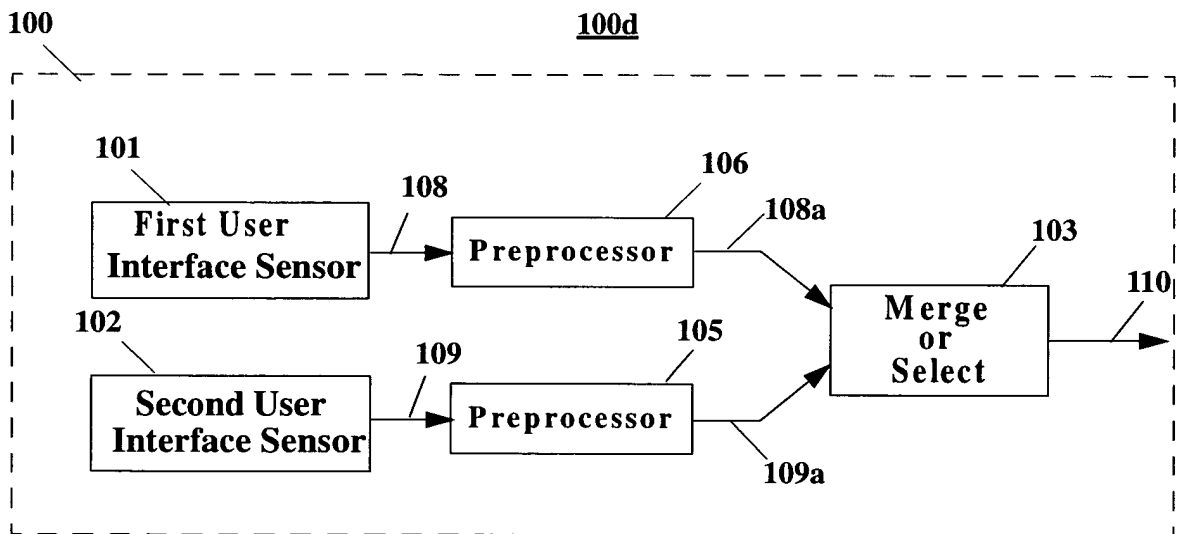 100
100d
101
108
106
108a
103
110
First User
Interface Sensor
Preprocessor
Merge
or
Select
102
109
105
109a
Second User
Interface Sensor
Preprocessor